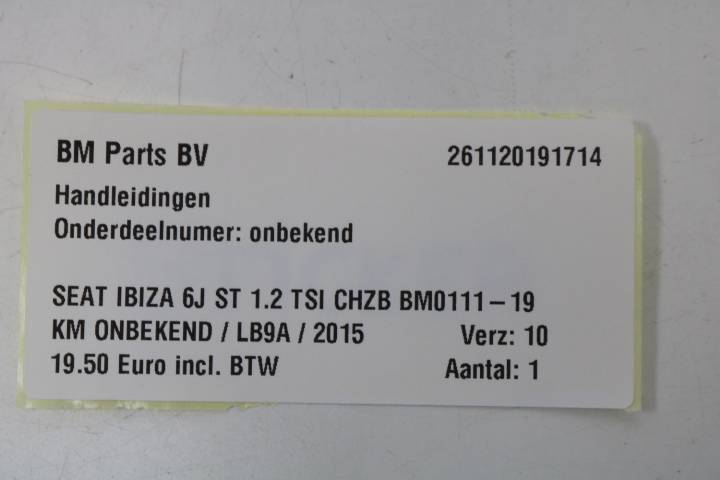 BM Parts BV 261120191714
Handleidingen
Onderdeelnumer: onbekend
SEAT IBIZA 6J ST 1.2 TSI CHZB BM0111-19
KM ONBEKEND / LB9A / 2015 Verz: 10
19.50 Euro incl. BTW Aantal: 1